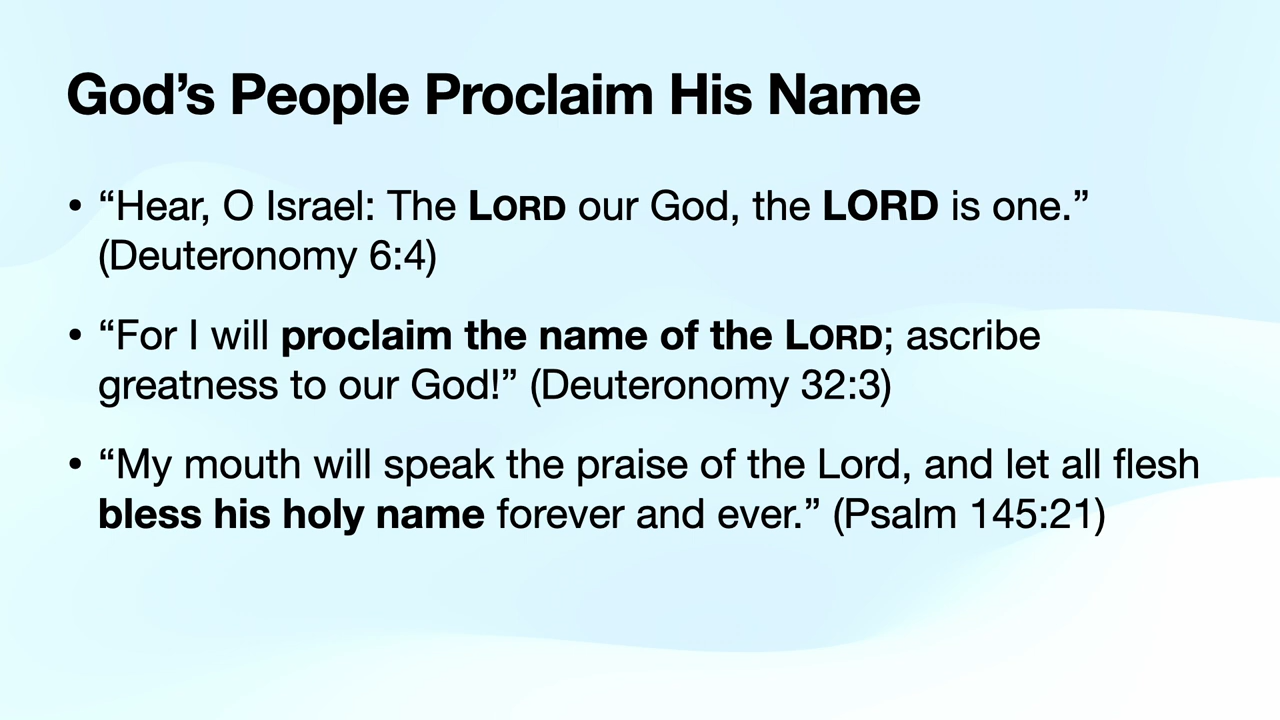 God’s People Proclaim His Name
• “Hear, O Israel: The LORD our God, the LORD is one.”
(Deuteronomy 6:4)
• “For I will proclaim the name of the LORD; ascribe
greatness to our God!” (Deuteronomy 32:3)
• “My mouth will speak the praise of the Lord, and let all flesh
bless his holy name forever and ever.” (Psalm 145:21)